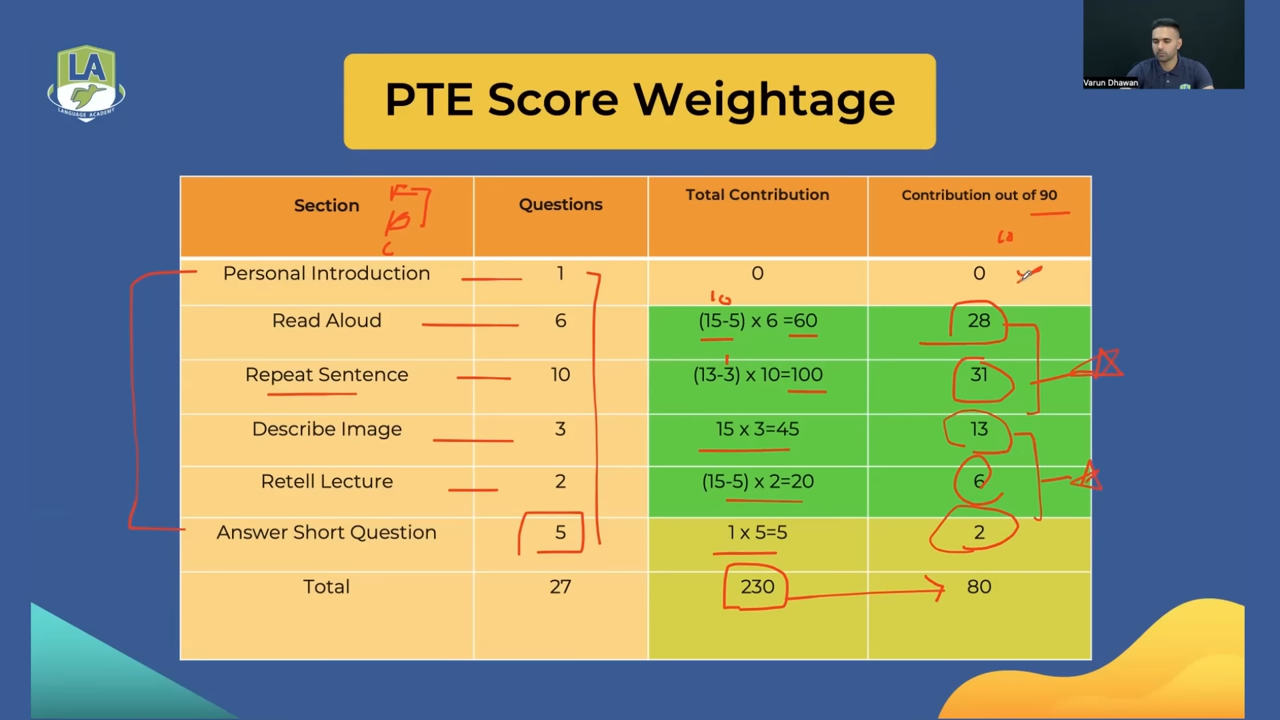 LA
LANGUAGE ACADEMY
PTE Score Weightage
Varun Dhawan
Section Questions Total Contribution Contribution out of 90
10
Personal Introduction 1 0 0
10
Read Aloud 6 (15-5) x 6 =60 28
Repeat Sentence 10 (13-3) x 10=100 31
Describe Image 3 15 x 3=45 13
Retell Lecture 2 (15-5) x 2=20 6
Answer Short Question 5 1 x 5=5 2
Total 27 230 80